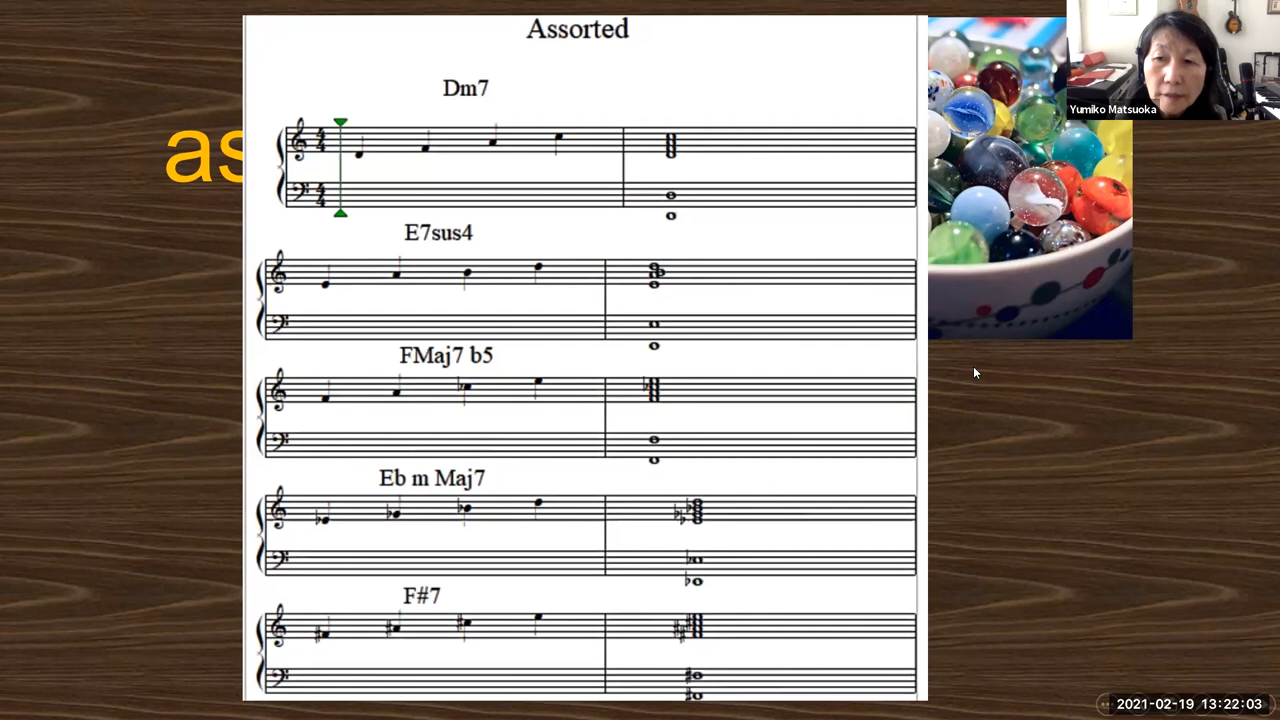 Assorted
as
Dm7
E7sus4
FMaj7 b5
Eb m Maj7
F#7
Yumiko Matsuoka
2021-02-19 13:22:03